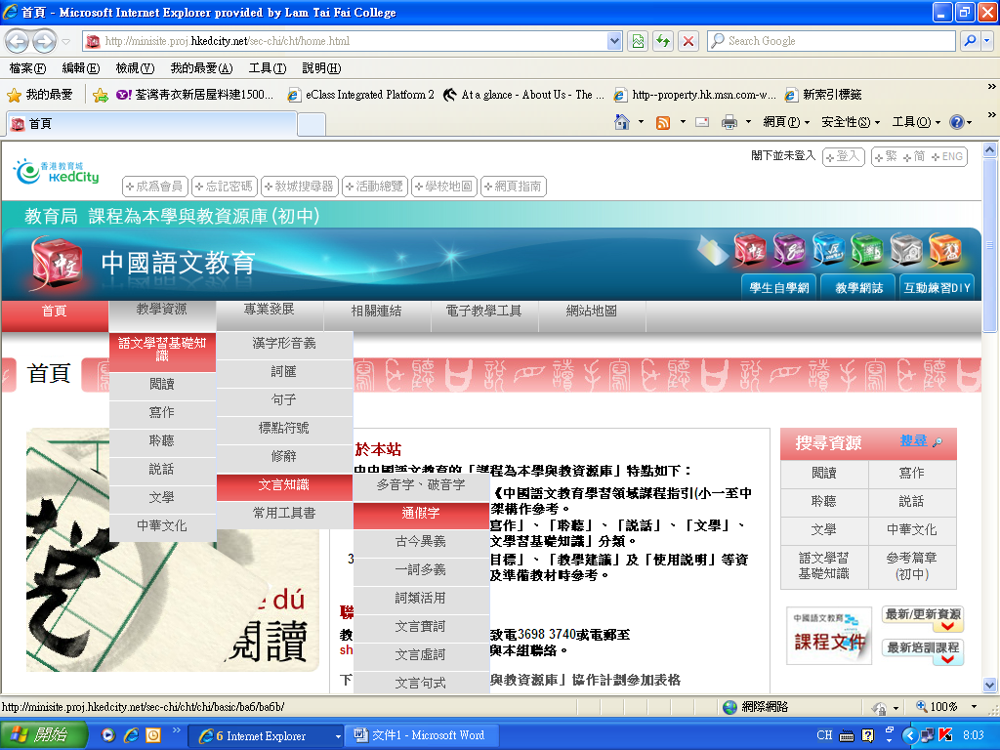 首頁 - Microsoft Internet Explorer provided by Lam Tai Fai College
http://minisite.proj.hkedcity.net/sec-chi/cht/home.html
Search Google
檔案(F) 編輯(E) 檢視(V) 我的最愛(A) 工具(T) 說明(H)
我的最愛 荃灣青衣新居屋料建1500... eClass Integrated Platform 2 At a glance - About Us - The ... http--property.hk.msn.com-w... 新索引標籤
首頁 網頁(P) 安全性(S) 工具(O)
閣下並未登入 登入 繁 简 ENG
香港教育城
HKedCity
成為會員 忘記密碼 教城搜尋器 活動總覽 學校地圖 網頁指南
教育局 課程為本學與教資源庫(初中)
中國語文教育
學生自學網 教學網誌 互動練習DIY
首頁 教學資源 專業發展 相關連結 電子教學工具 網站地圖
語文學習基礎知識
閱讀
寫作
聆聽
說話
文學
中華文化
漢字形音義
詞匯
句子
標點符號
修辭
文言知識
常用工具書
多音字、破音字
通假字
古今異義
一詞多義
詞類活用
文言實詞
文言虛詞
文言句式
首頁
於本站
中中國語文教育的「課程為本學與教資源庫」特點如下：
《中國語文教育學習領域課程指引(小一至中
架構作參考。
寫作」、「聆聽」、「說話」、「文學」、
文學習基礎知識」分類。
3
目標」、「教學建議」及「使用說明」等資
及準備教材時參考。
聯
教
致電3698 3740或電郵至
sh
與本組聯絡。
下
與教資源庫」協作計劃參加表格
dú
閱讀
搜尋資源 搜尋
閱讀 寫作
聆聽 說話
文學 中華文化
語文學習 參考篇章
基礎知識 (初中)
中國語文教育
課程文件
最新/更新資源
最新培訓課程
http://minisite.proj.hkedcity.net/sec-chi/cht/chi/basic/ba6/ba6b/
網際網路
100%
開始 6 Internet Explorer 文件1 - Microsoft Word CH 8:03